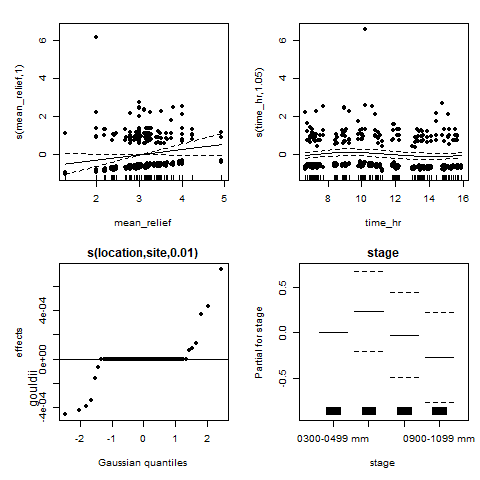 s(mean_relief,1)
6
4
2
0
2
3
4
5
mean_relief
s(time_hr,1.05)
6
4
2
0
8
10
12
14
16
time_hr
s(location,site,0.01)
effects
gouldii
4e-04
0e+00
-4e-04
-2
-1
0
1
2
Gaussian quantiles
stage
Partial for stage
0.5
0.0
-0.5
0300-0499 mm
0900-1099 mm
stage